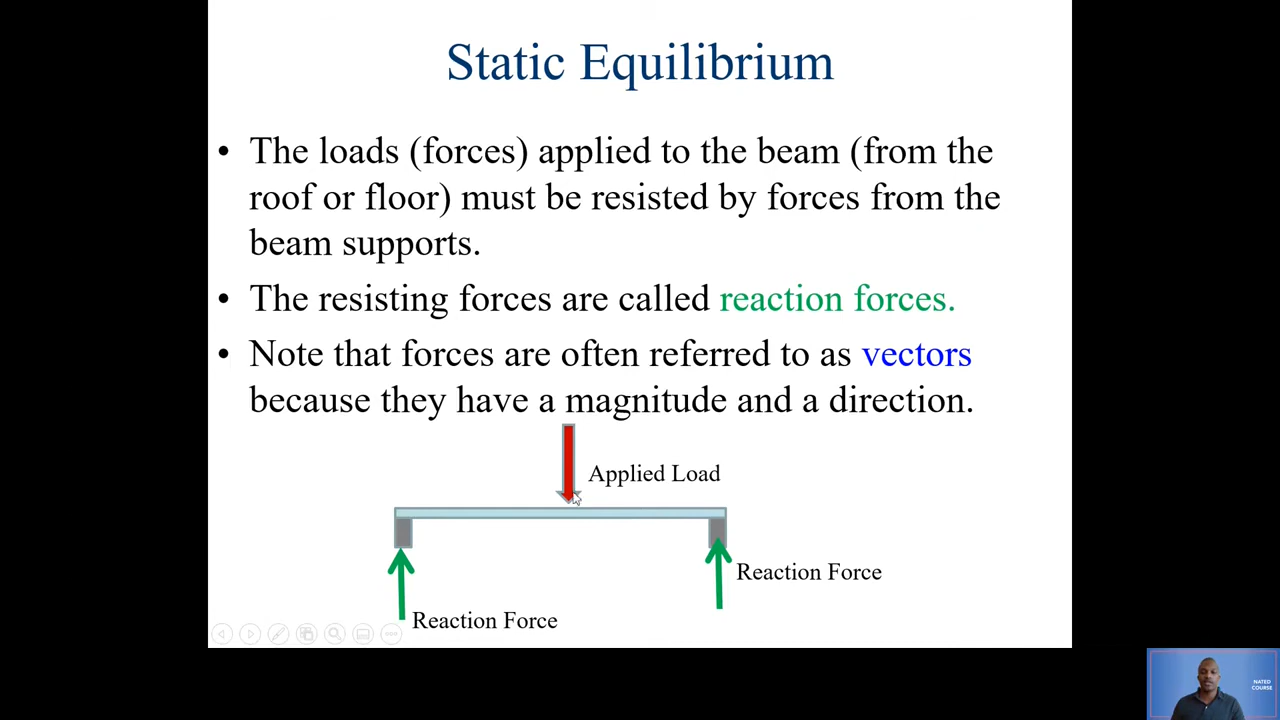 Static Equilibrium
• The loads (forces) applied to the beam (from the
roof or floor) must be resisted by forces from the
beam supports.
• The resisting forces are called reaction forces.
• Note that forces are often referred to as vectors
because they have a magnitude and a direction.
Applied Load
Reaction Force
Reaction Force
NATED
COURSE